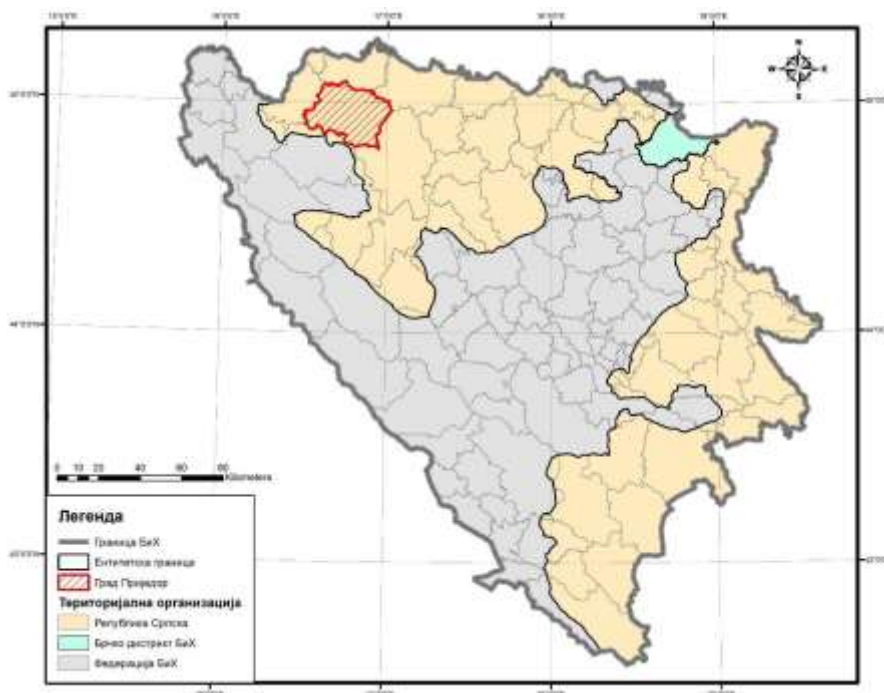 N
W E
S
0 10 20 40 60 80
Kilometers
Легенда
Граница БиХ
Ентитетска граница
Град Приједор
Територијална организација
Република Српска
Брчко дистрикт БиХ
Федерација БиХ